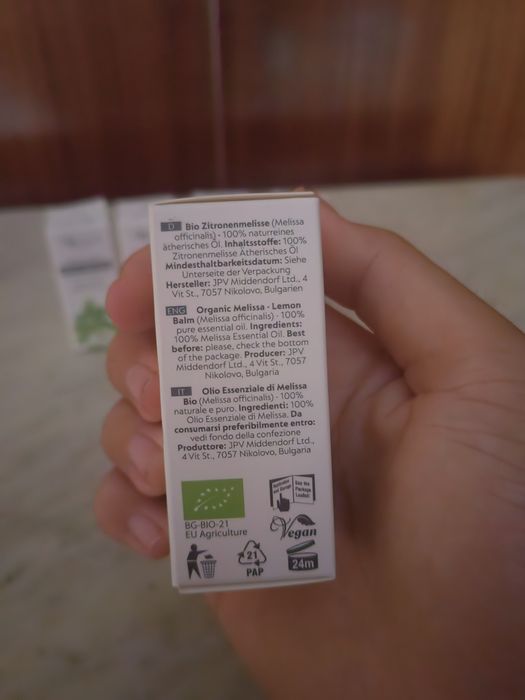 D Bio Zitronenmelisse (Melissa
officinalis) - 100% naturreines
ätherisches Öl. Inhaltsstoffe: 100%
Zitronenmelisse Ätherisches Öl
Mindesthaltbarkeitsdatum: Siehe
Unterseite der Verpackung
Hersteller: JPV Middendorf Ltd., 4
Vit St., 7057 Nikolovo, Bulgarien
ENG Organic Melissa - Lemon
Balm (Melissa officinalis) - 100%
pure essential oil. Ingredients:
100% Melissa Essential Oil. Best
before: please, check the bottom
of the package. Producer: JPV
Middendorf Ltd., 4 Vit St., 7057
Nikolovo, Bulgaria
IT Olio Essenziale di Melissa
Bio (Melissa officinalis) - 100%
naturale e puro. Ingredienti: 100%
Olio Essenziale di Melissa. Da
consumarsi preferibilmente entro:
vedi fondo della confezione
Produttore: JPV Middendorf Ltd.,
4 Vit St., 7057 Nikolovo, Bulgaria
See the
Package
Leaflet!
BG-BIO-21
EU Agriculture
Vegan
21
PAP
24m